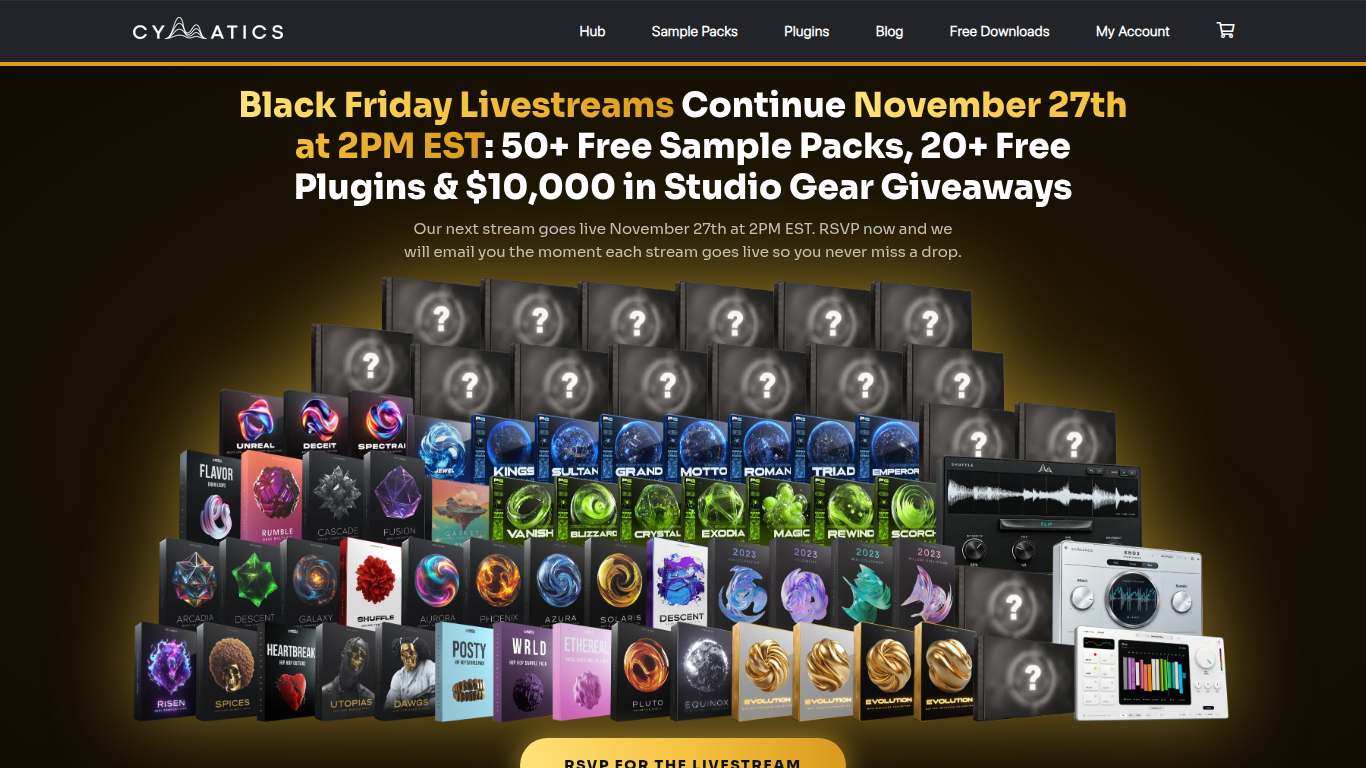 CYMATICS
Hub
Sample Packs
Plugins
Blog
Free Downloads
My Account
Black Friday Livestreams Continue November 27th
at 2PM EST: 50+ Free Sample Packs, 20+ Free
Plugins & $10,000 in Studio Gear Giveaways
Our next stream goes live November 27th at 2PM EST. RSVP now and we
will email you the moment each stream goes live so you never miss a drop.
? ? ? ? ? ?
? ? ? ? ? ? ?
? ?
UNREAL
DECEIT
SPECTRAL
JEWEL
KINGS
SULTAN
GRAND
MOTTO
ROMAN
TRIAD
EMPEROR
SHUFFLE
FLIP
FLAVOR
RUMBLE
CASCADE
FUSION
VANISH
BLIZZARD
CRYSTAL
EXODIA
MAGIC
REWIND
SCORCH
ARCADIA
DESCENT
GALAXY
SHUFFLE
AURORA
PHOENIX
AZURA
SOLARIS
DESCENT
2023
2023
2023
2023
?
KNOX
RISEN
SPICES
HEARTBREAK
UTOPIAS
DAWGS
POSTY
WRLD
ETHEREAL
PLUTO
EQUINOX
EVOLUTION
EVOLUTION
EVOLUTION
EVOLUTION
?
RSVP FOR THE LIVESTREAM